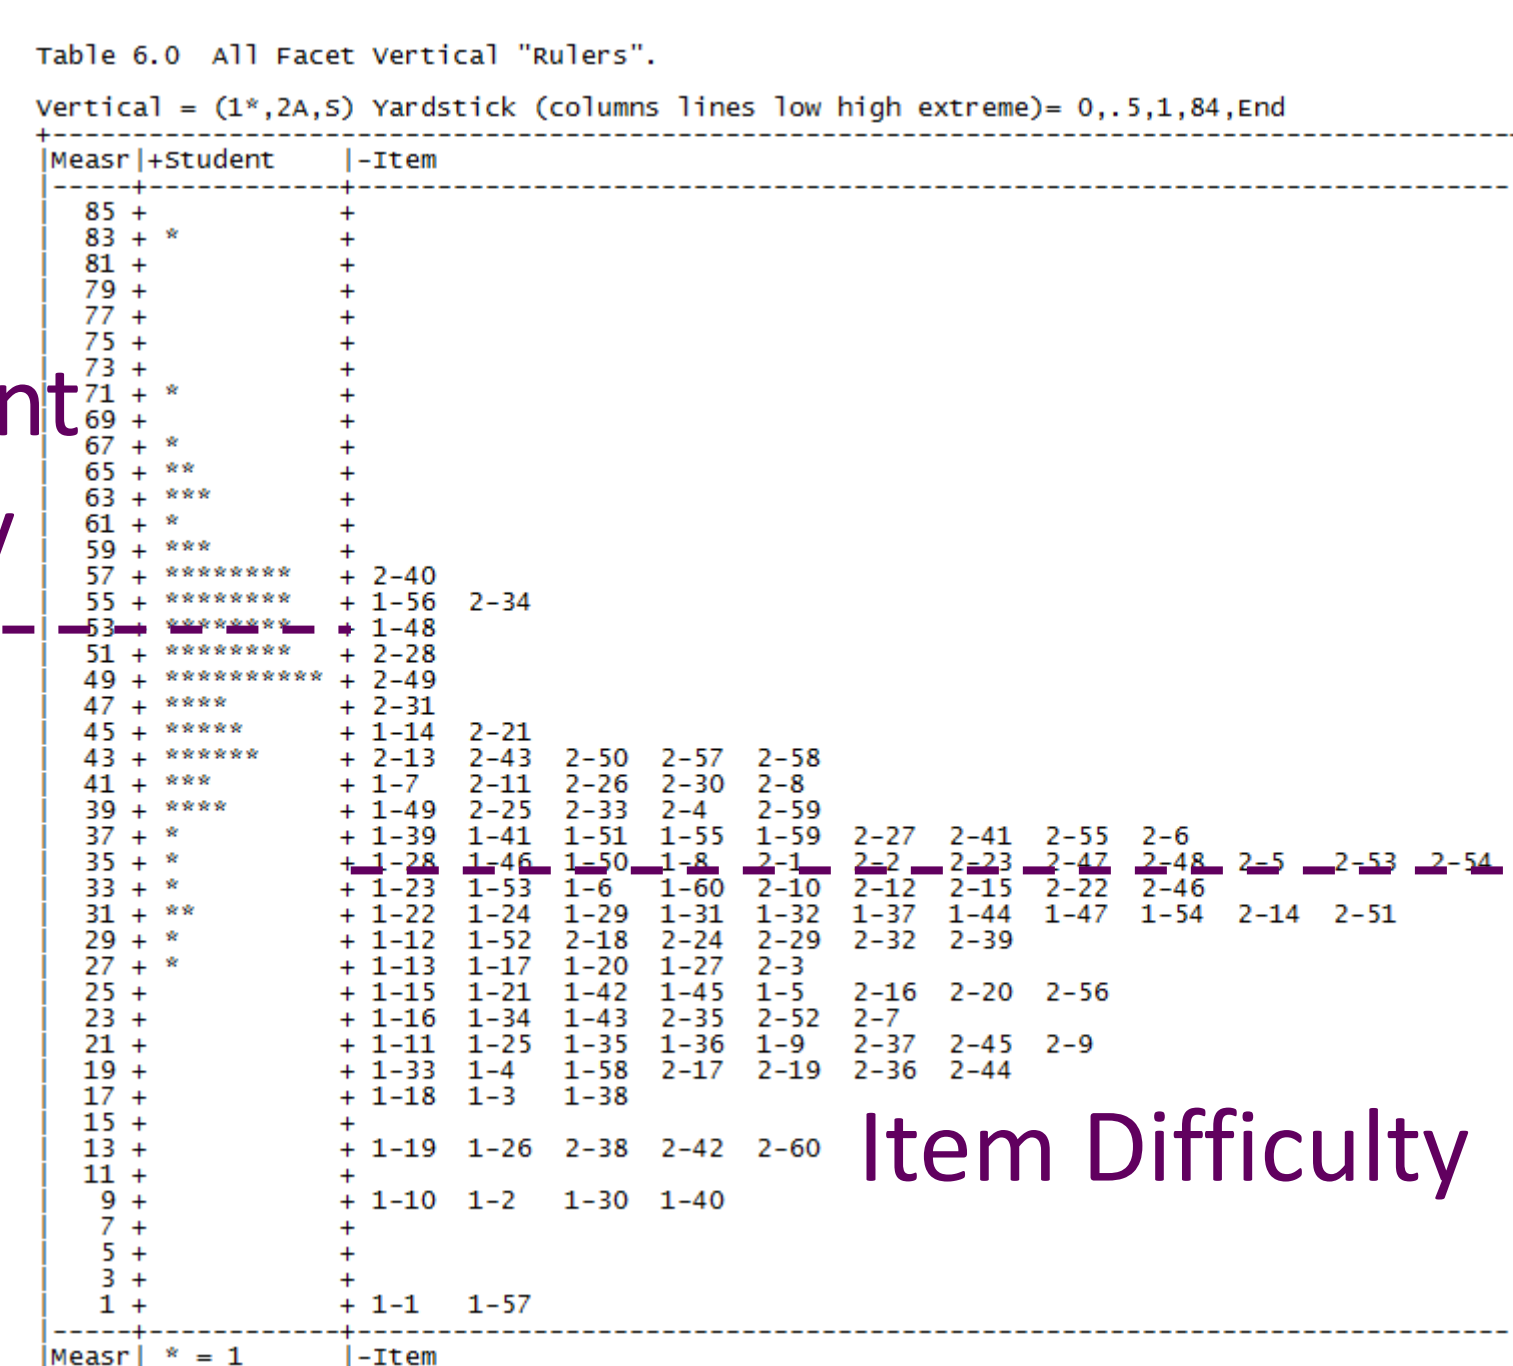 Table 6.0  All Facet Vertical "Rulers".
Vertical = (1*,2A,S) Yardstick (columns lines low high extreme)= 0,.5,1,84,End
+-----------------------------------------------------------------------------------------
|Measr|+Student    |-Item
|-----+------------+------------------------------------------------------------------------
|  85 +            +
|  83 + *          +
|  81 +            +
|  79 +            +
|  77 +            +
|  75 +            +
|  73 +            +
|  71 + *          +
|  69 +            +
|  67 + *          +
|  65 + **         +
|  63 + ***        +
|  61 + *          +
|  59 + ***        +
|  57 + ********   + 2-40
|  55 + ********   + 1-56  2-34
|  53 + ********   + 1-48
|  51 + ********   + 2-28
|  49 + ********** + 2-49
|  47 + ****       + 2-31
|  45 + *****      + 1-14  2-21
|  43 + ******     + 2-13  2-43  2-50  2-57  2-58
|  41 + ***        + 1-7   2-11  2-26  2-30  2-8
|  39 + ****       + 1-49  2-25  2-33  2-4   2-59
|  37 + *          + 1-39  1-41  1-51  1-55  1-59  2-27  2-41  2-55  2-6
|  35 + *          + 1-28  1-46  1-50  1-8   2-1   2-2   2-23  2-47  2-48  2-5   2-53  2-54
|  33 + *          + 1-23  1-53  1-6   1-60  2-10  2-12  2-15  2-22  2-46
|  31 + **         + 1-22  1-24  1-29  1-31  1-32  1-37  1-44  1-47  1-54  2-14  2-51
|  29 + *          + 1-12  1-52  2-18  2-24  2-29  2-32  2-39
|  27 + *          + 1-13  1-17  1-20  1-27  2-3
|  25 +            + 1-15  1-21  1-42  1-45  1-5   2-16  2-20  2-56
|  23 +            + 1-16  1-34  1-43  2-35  2-52  2-7
|  21 +            + 1-11  1-25  1-35  1-36  1-9   2-37  2-45  2-9
|  19 +            + 1-33  1-4   1-58  2-17  2-19  2-36  2-44
|  17 +            + 1-18  1-3   1-38
|  15 +            +
|  13 +            + 1-19  1-26  2-38  2-42  2-60
|  11 +            +
|   9 +            + 1-10  1-2   1-30  1-40
|   7 +            +
|   5 +            +
|   3 +            +
|   1 +            + 1-1   1-57
|-----+------------+------------------------------------------------------------------------
|Measr| * = 1      |-Item
nt
y
Item Difficulty